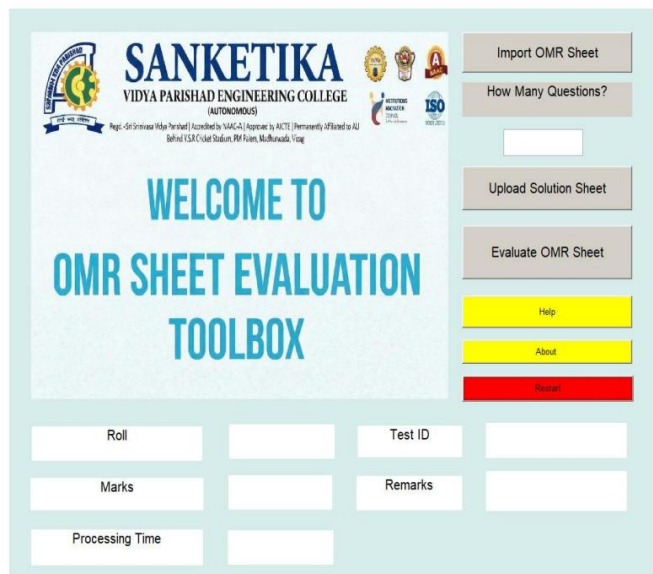 SANKETIKA
VIDYA PARISHAD ENGINEERING COLLEGE
(AUTONOMOUS)
Regd. -Sri Srinivasa Vidya Parishad | Accredited by NAAC-A | Approved by AICTE | Permanently Affiliated to AU
Behind Y.S.R Cricket Stadium, PM Palem, Madhurwada, Vizag
ISO
WELCOME TO
OMR SHEET EVALUATION
TOOLBOX
Import OMR Sheet
How Many Questions?
Upload Solution Sheet
Evaluate OMR Sheet
Help
About
Restart
Roll
Test ID
Marks
Remarks
Processing Time